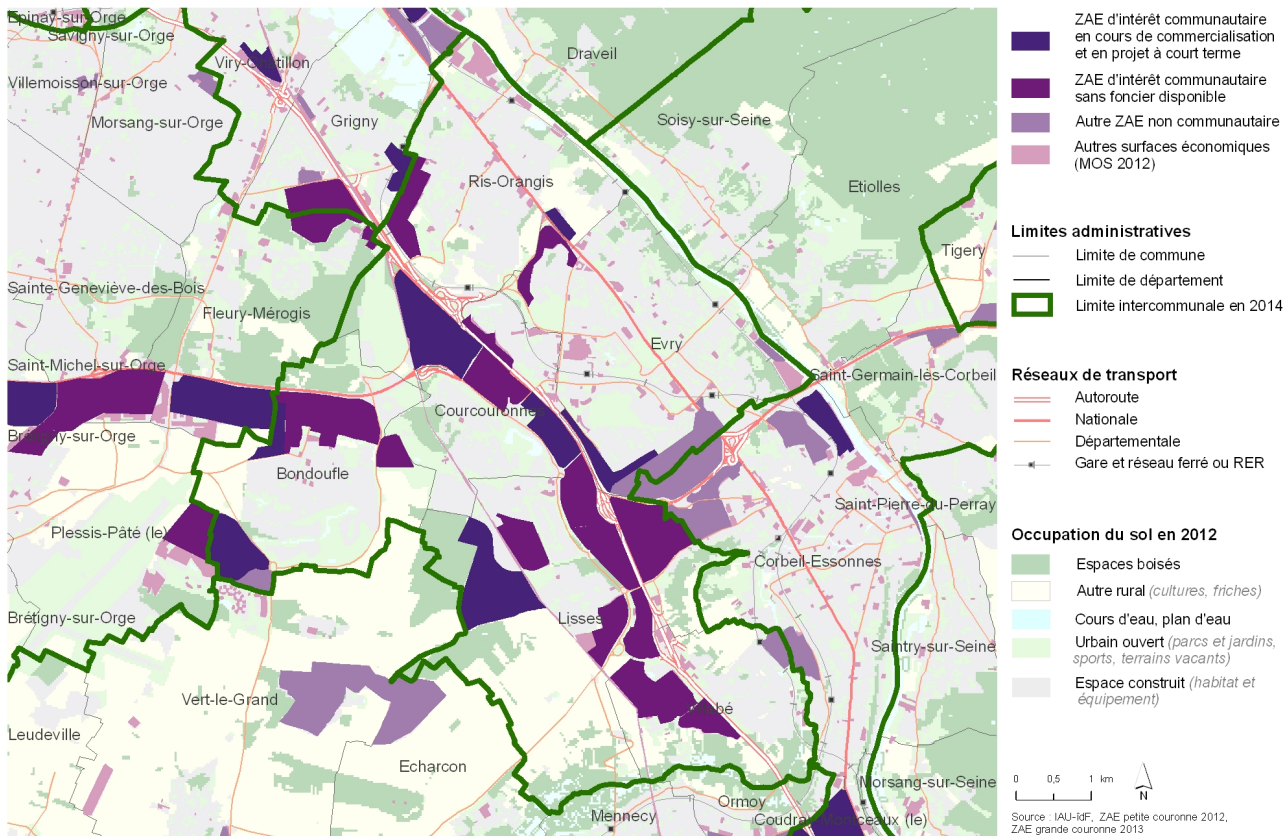 Epinay-sur-Orge
Savigny-sur-Orge
Draveil
Viry-Châtillon
Villemoisson-sur-Orge
Morsang-sur-Orge
Grigny
Soisy-sur-Seine
Ris-Orangis
Etiolles
Tigery
Sainte-Geneviève-des-Bois
Fleury-Mérogis
Evry
Saint-Michel-sur-Orge
Saint-Germain-lès-Corbeil
Courcouronnes
Brétigny-sur-Orge
Bondoufle
Saint-Pierre-du-Perray
Plessis-Pâté (le)
Corbeil-Essonnes
Brétigny-sur-Orge
Lisses
Saintry-sur-Seine
Vert-le-Grand
Leudeville
Echarcon
Morsang-sur-Seine
Ormoy
Mennecy
Coudray-Montceaux (le)
ZAE d'intérêt communautaire
en cours de commercialisation
et en projet à court terme
ZAE d'intérêt communautaire
sans foncier disponible
Autre ZAE non communautaire
Autres surfaces économiques
(MOS 2012)
Limites administratives
Limite de commune
Limite de département
Limite intercommunale en 2014
Réseaux de transport
Autoroute
Nationale
Départementale
Gare et réseau ferré ou RER
Occupation du sol en 2012
Espaces boisés
Autre rural (cultures, friches)
Cours d'eau, plan d'eau
Urbain ouvert (parcs et jardins,
sports, terrains vacants)
Espace construit (habitat et
équipement)
0 0,5 1 km
N
Source : IAU-îdF, ZAE petite couronne 2012,
ZAE grande couronne 2013